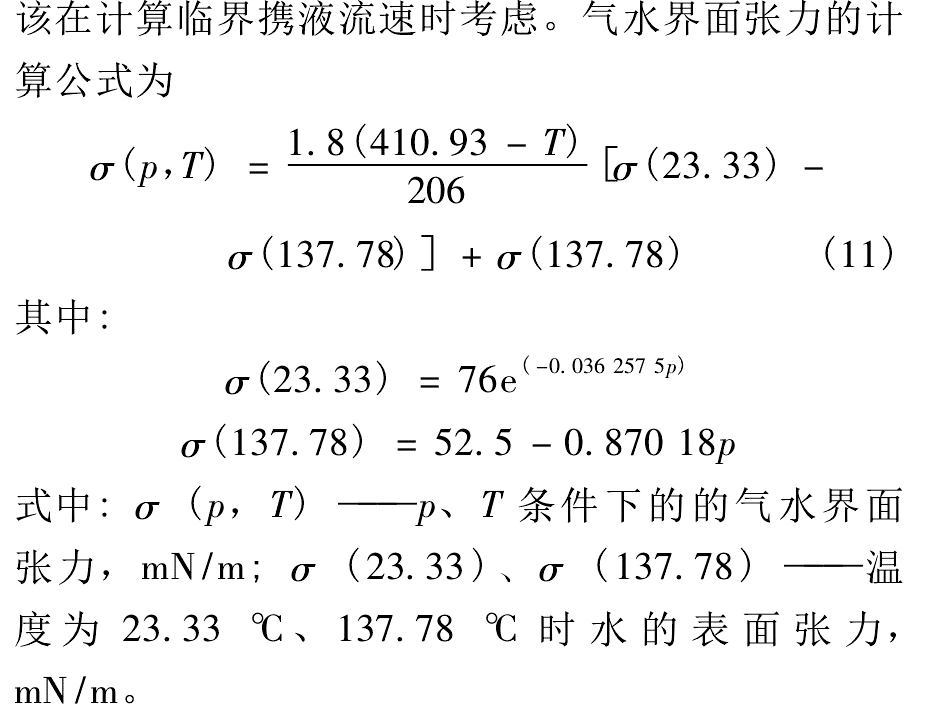 该在计算临界携液流速时考虑。气水界面张力的计
算公式为
σ(p,T) = \frac{1.8(410.93 - T)}{206}[σ(23.33) -
σ(137.78)] + σ(137.78) (11)
其中:
σ(23.33) = 76e^{(-0.036 257 5p)}
σ(137.78) = 52.5 - 0.870 18p
式中: σ (p, T) ——p、T 条件下的的气水界面
张力, mN/m; σ (23.33)、σ (137.78) ——温
度为 23.33 ℃、137.78 ℃ 时水的表面张力,
mN/m。